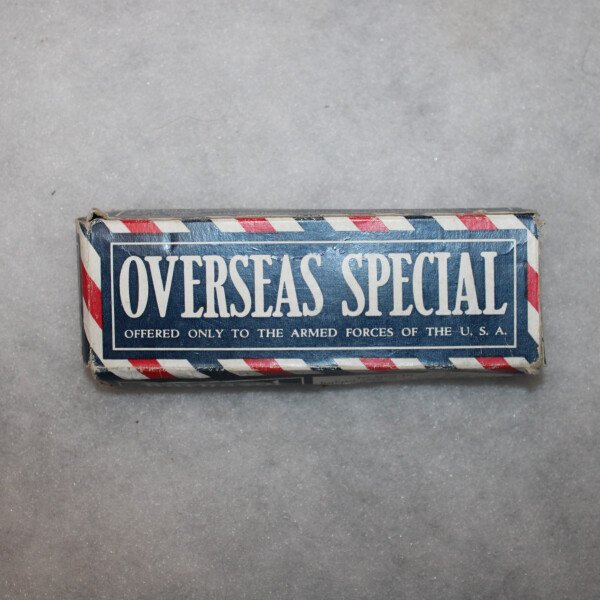 OVERSEAS SPECIAL
OFFERED ONLY TO THE ARMED FORCES OF THE U. S. A.